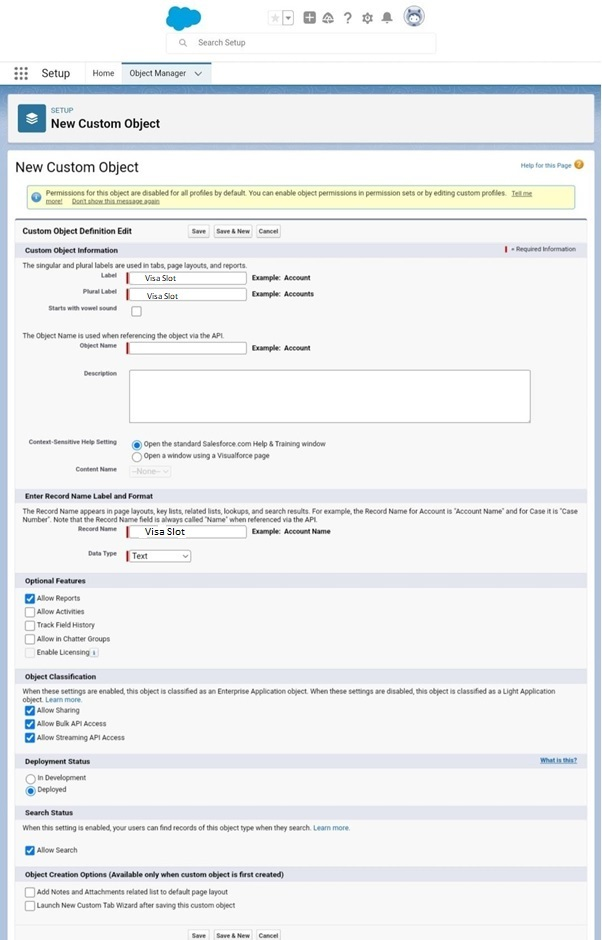 Search Setup
Setup Home Object Manager
SETUP
New Custom Object
New Custom Object Help for this Page
Permissions for this object are disabled for all profiles by default. You can enable object permissions in permission sets or by editing custom profiles. Tell me
more! Don't show this message again
Custom Object Definition Edit Save Save & New Cancel
Custom Object Information = Required Information
The singular and plural labels are used in tabs, page layouts, and reports.
Label Visa Slot Example: Account
Plural Label Visa Slot Example: Accounts
Starts with vowel sound
The Object Name is used when referencing the object via the API.
Object Name Example: Account
Description
Context-Sensitive Help Setting Open the standard Salesforce.com Help & Training window
Open a window using a Visualforce page
Content Name --None--
Enter Record Name Label and Format
The Record Name appears in page layouts, key lists, related lists, lookups, and search results. For example, the Record Name for Account is "Account Name" and for Case it is "Case
Number". Note that the Record Name field is always called "Name" when referenced via the API.
Record Name Visa Slot Example: Account Name
Data Type Text
Optional Features
Allow Reports
Allow Activities
Track Field History
Allow in Chatter Groups
Enable Licensing i
Object Classification
When these settings are enabled, this object is classified as an Enterprise Application object. When these settings are disabled, this object is classified as a Light Application
object. Learn more.
Allow Sharing
Allow Bulk API Access
Allow Streaming API Access
Deployment Status What is this?
In Development
Deployed
Search Status
When this setting is enabled, your users can find records of this object type when they search. Learn more.
Allow Search
Object Creation Options (Available only when custom object is first created)
Add Notes and Attachments related list to default page layout
Launch New Custom Tab Wizard after saving this custom object
Save Save & New Cancel